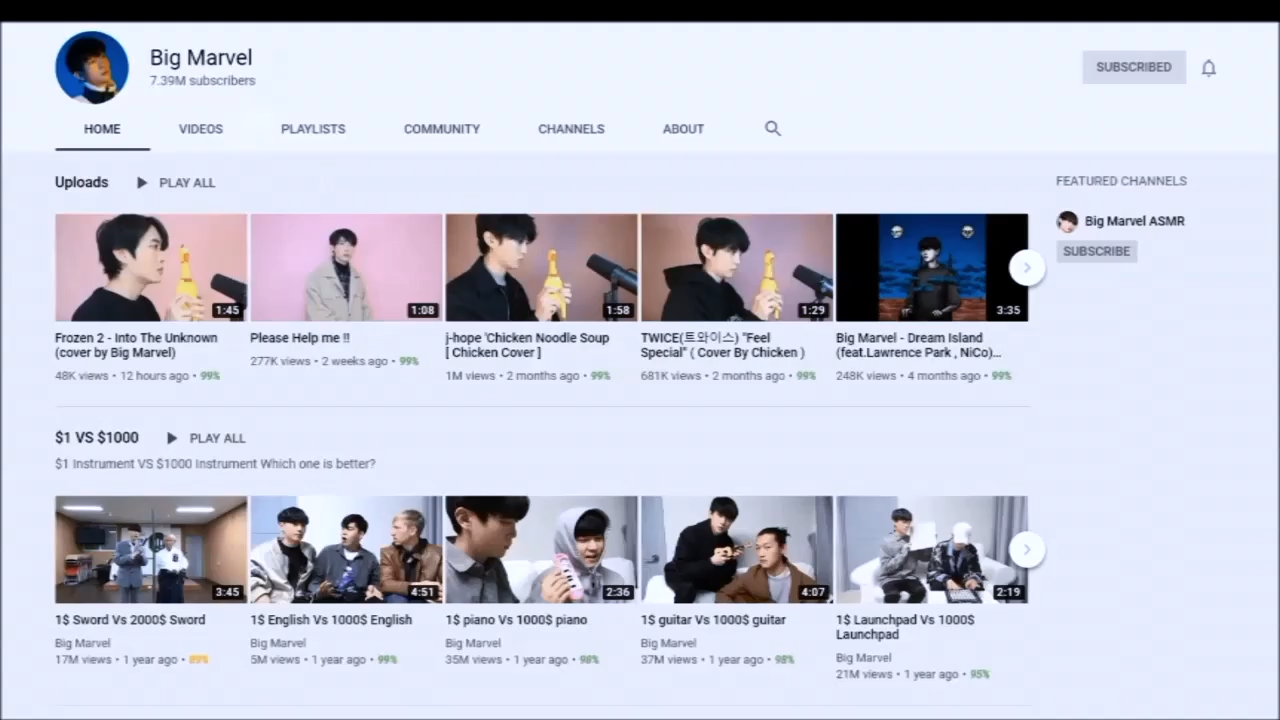 Big Marvel
7.39M subscribers
SUBSCRIBED
HOME
VIDEOS
PLAYLISTS
COMMUNITY
CHANNELS
ABOUT
Uploads
PLAY ALL
1:45
Frozen 2 - Into The Unknown
(cover by Big Marvel)
48K views • 12 hours ago • 99%
1:08
Please Help me !!
277K views • 2 weeks ago • 99%
1:58
j-hope 'Chicken Noodle Soup
[ Chicken Cover ]
1M views • 2 months ago • 99%
1:29
TWICE(트와이스) "Feel
Special" ( Cover By Chicken )
681K views • 2 months ago • 99%
3:35
Big Marvel - Dream Island
(feat.Lawrence Park , NiCo)...
248K views • 4 months ago • 99%
FEATURED CHANNELS
Big Marvel ASMR
SUBSCRIBE
$1 VS $1000
PLAY ALL
$1 Instrument VS $1000 Instrument Which one is better?
3:45
1$ Sword Vs 2000$ Sword
Big Marvel
17M views • 1 year ago • 89%
4:51
1$ English Vs 1000$ English
Big Marvel
5M views • 1 year ago • 99%
2:36
1$ piano Vs 1000$ piano
Big Marvel
35M views • 1 year ago • 98%
4:07
1$ guitar Vs 1000$ guitar
Big Marvel
37M views • 1 year ago • 98%
2:19
1$ Launchpad Vs 1000$
Launchpad
Big Marvel
21M views • 1 year ago • 95%